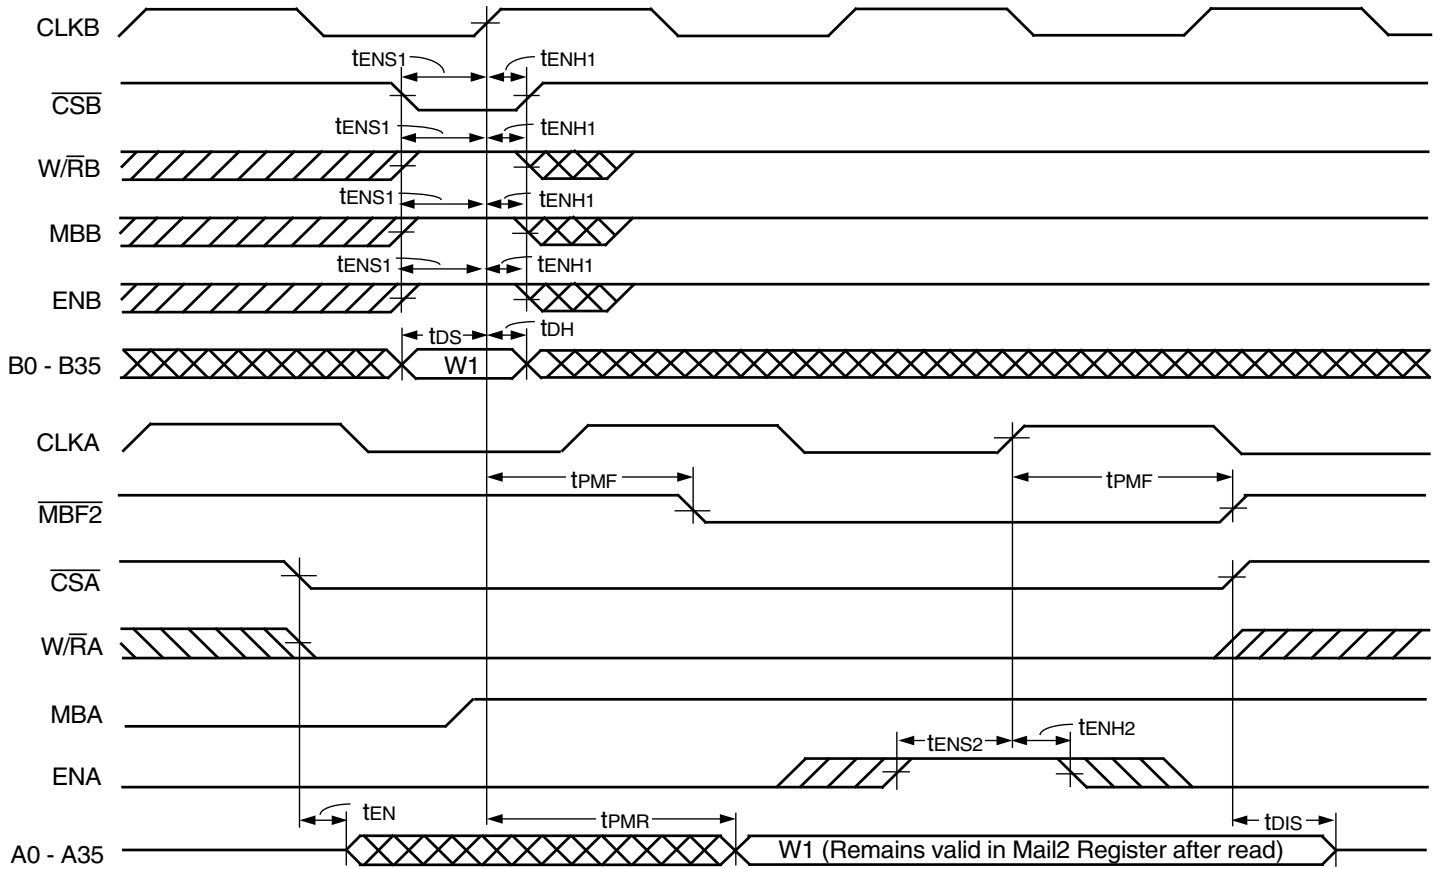 CLKB
tENS1 tENH1
CSB
tENS1 tENH1
W/RB
tENS1 tENH1
MBB
tENS1 tENH1
ENB
tDS tDH
B0 - B35 W1
CLKA
tPMF tPMF
MBF2
CSA
W/RA
MBA
tENS2 tENH2
ENA
tEN tPMR tDIS
A0 - A35 W1 (Remains valid in Mail2 Register after read)